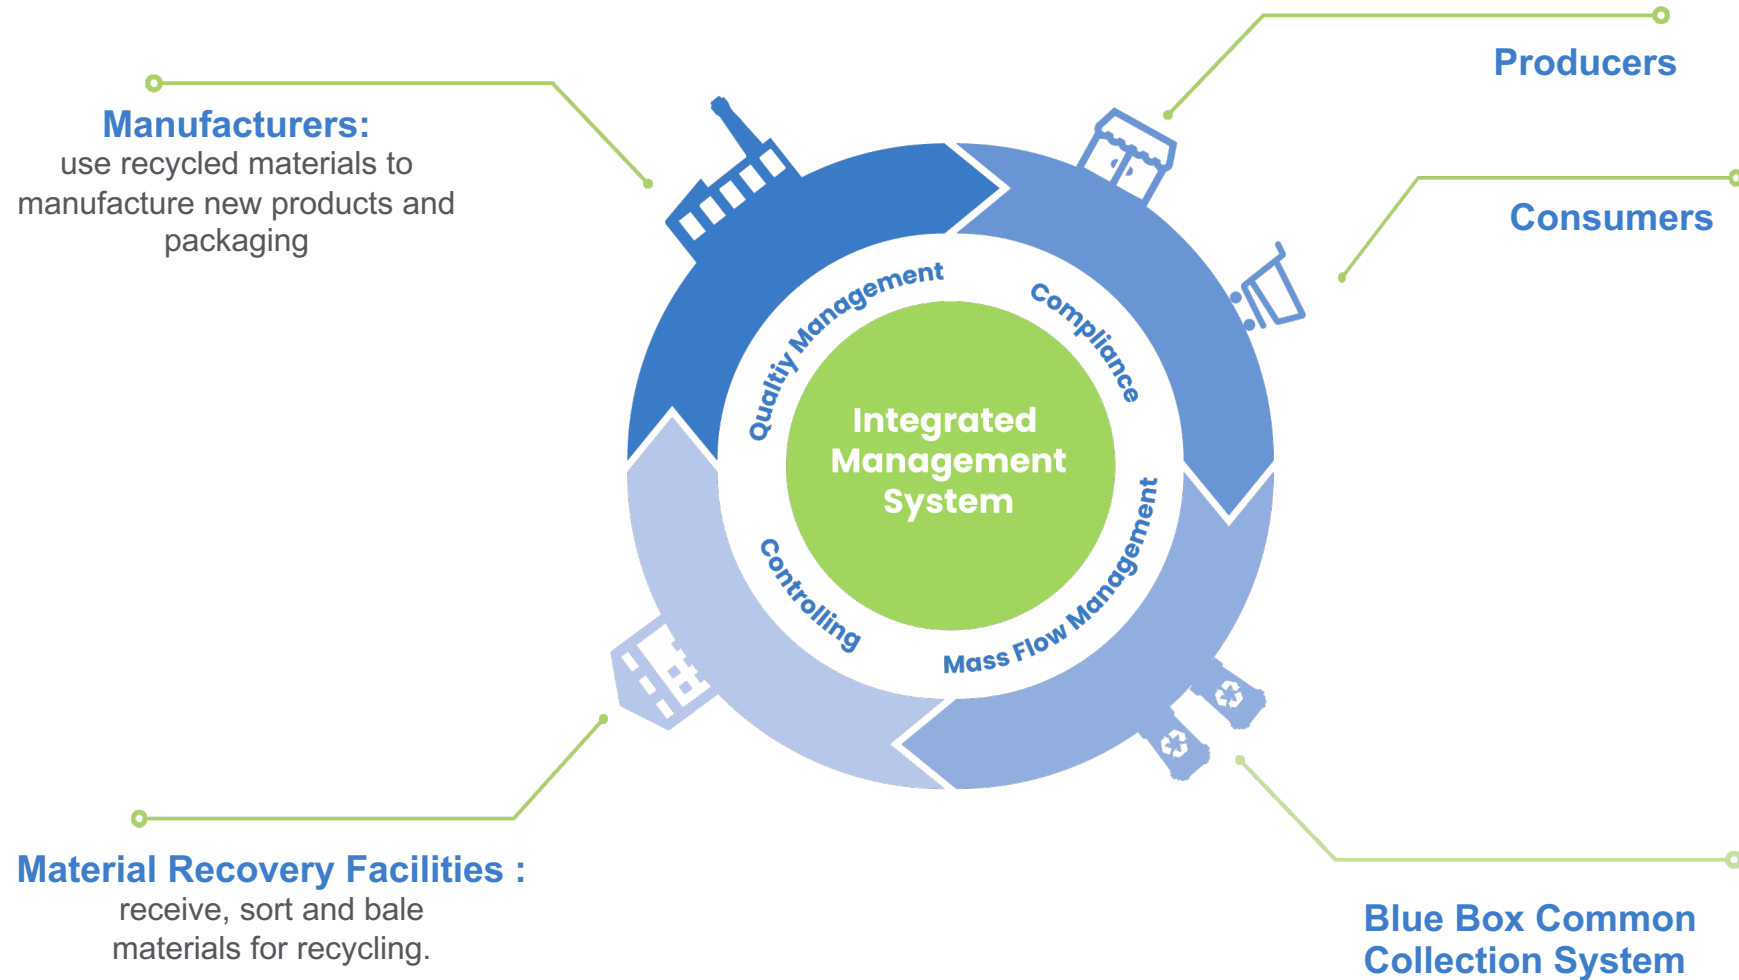 Producers
Manufacturers:
use recycled materials to
manufacture new products and
packaging
Consumers
Qualtiy Management
Compliance
Integrated
Management
System
Controlling
Mass Flow Management
Material Recovery Facilities :
receive, sort and bale
materials for recycling.
Blue Box Common
Collection System